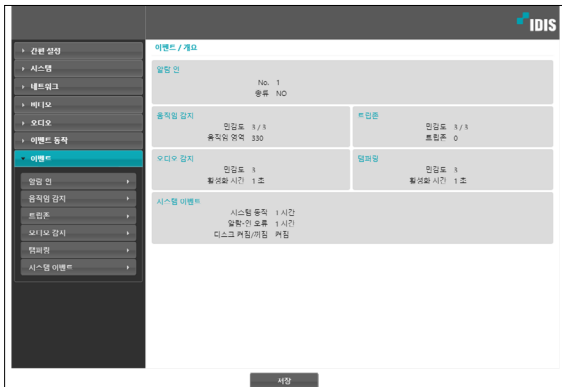 IDIS
간편 설정
시스템
네트워크
비디오
오디오
이벤트 동작
이벤트
알람 인
움직임 감지
트립존
오디오 감지
탬퍼링
시스템 이벤트
이벤트 / 개요
알람 인
No. 1
종류 NO
움직임 감지
민감도 3 / 3
움직임 영역 330
트립존
민감도 3 / 3
트립존 0
오디오 감지
민감도 3
활성화 시간 1 초
탬퍼링
민감도 3
활성화 시간 1 초
시스템 이벤트
시스템 동작 1 시간
알람-인 오류 1 시간
디스크 켜짐/꺼짐 켜짐
저장